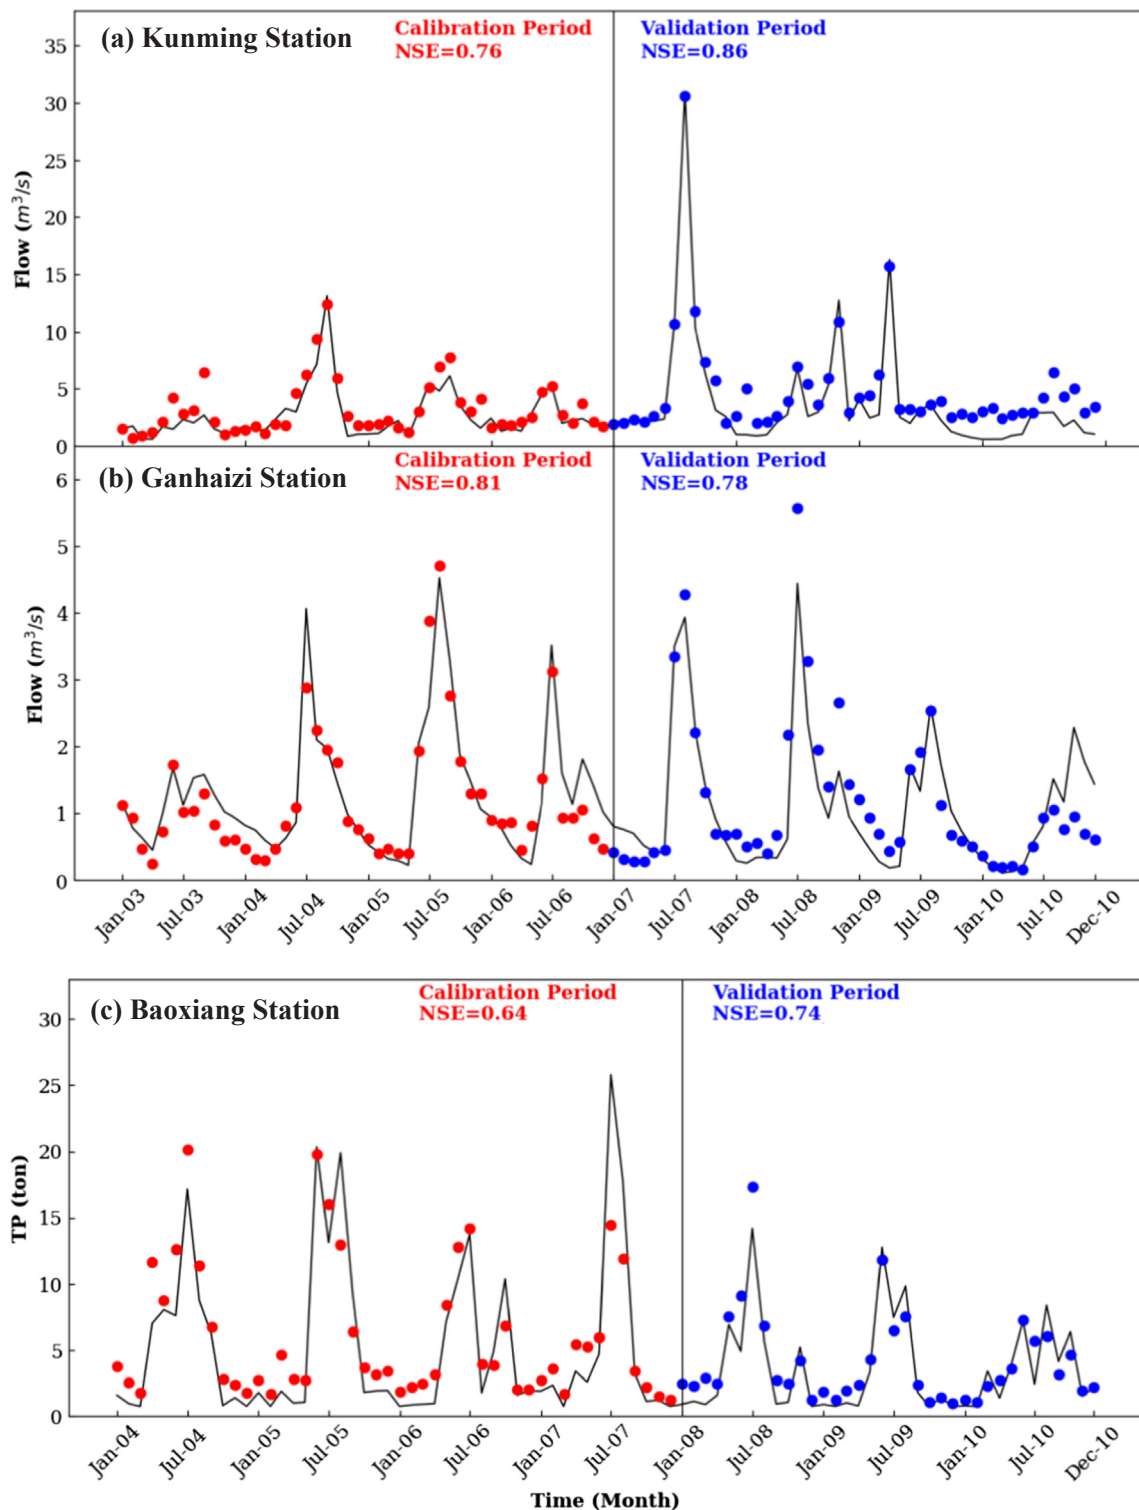 (a) Kunming Station
Calibration Period
NSE=0.76
Validation Period
NSE=0.86
35
30
25
20
15
10
5
0
Flow (m³/s)
(b) Ganhaizi Station
Calibration Period
NSE=0.81
Validation Period
NSE=0.78
6
5
4
3
2
1
0
Flow (m³/s)
Jan-03
Jul-03
Jan-04
Jul-04
Jan-05
Jul-05
Jan-06
Jul-06
Jan-07
Jul-07
Jan-08
Jul-08
Jan-09
Jul-09
Jan-10
Jul-10
Dec-10
(c) Baoxiang Station
Calibration Period
NSE=0.64
Validation Period
NSE=0.74
30
25
20
15
10
5
0
TP (ton)
Jan-04
Jul-04
Jan-05
Jul-05
Jan-06
Jul-06
Jan-07
Jul-07
Jan-08
Jul-08
Jan-09
Jul-09
Jan-10
Jul-10
Dec-10
Time (Month)